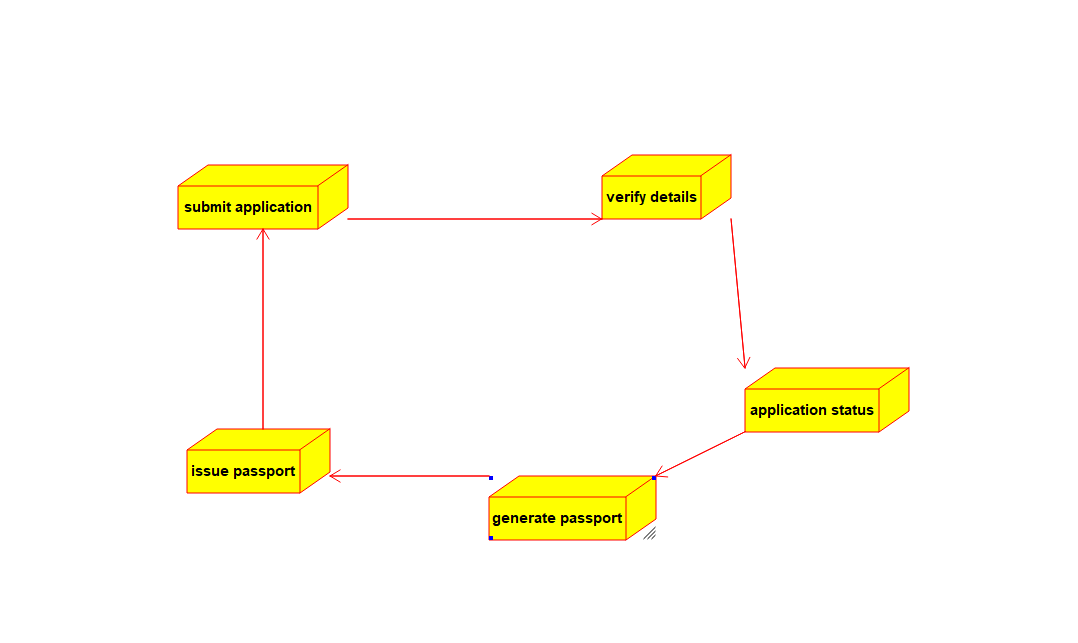 submit application
verify details
application status
issue passport
generate passport